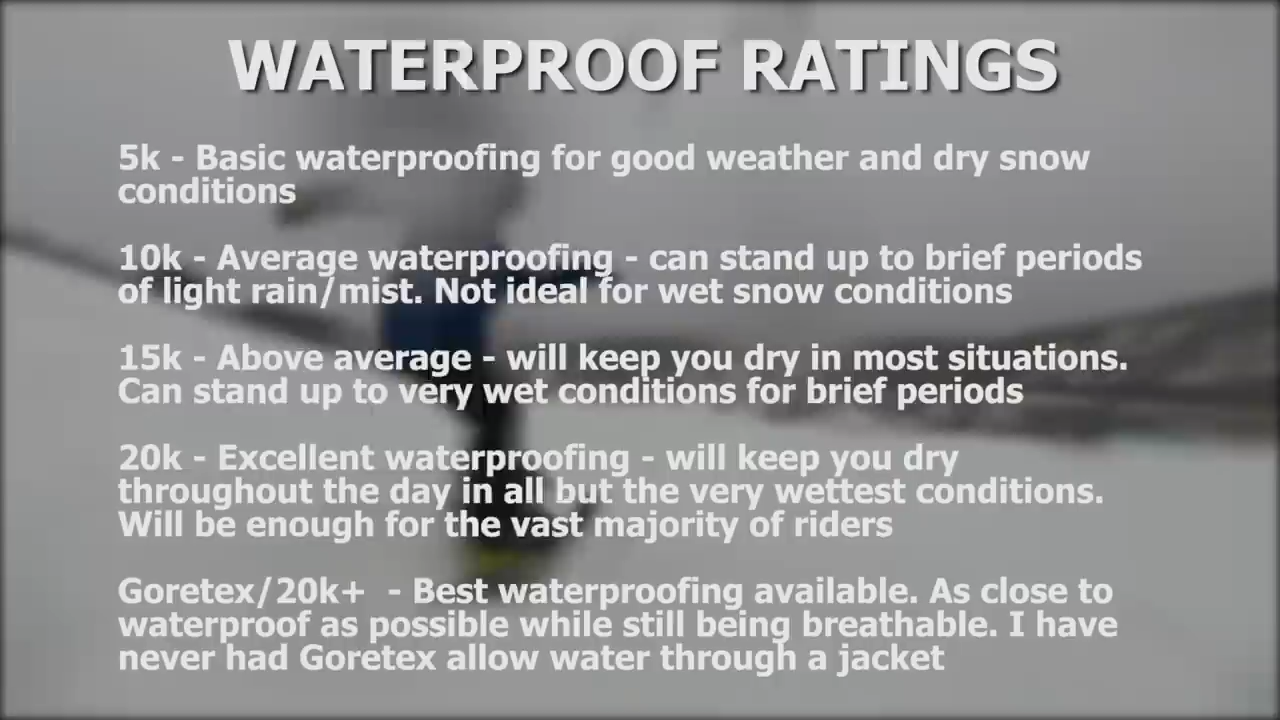 WATERPROOF RATINGS
5k - Basic waterproofing for good weather and dry snow
conditions
10k - Average waterproofing - can stand up to brief periods
of light rain/mist. Not ideal for wet snow conditions
15k - Above average - will keep you dry in most situations.
Can stand up to very wet conditions for brief periods
20k - Excellent waterproofing - will keep you dry
throughout the day in all but the very wettest conditions.
Will be enough for the vast majority of riders
Goretex/20k+  - Best waterproofing available. As close to
waterproof as possible while still being breathable. I have
never had Goretex allow water through a jacket